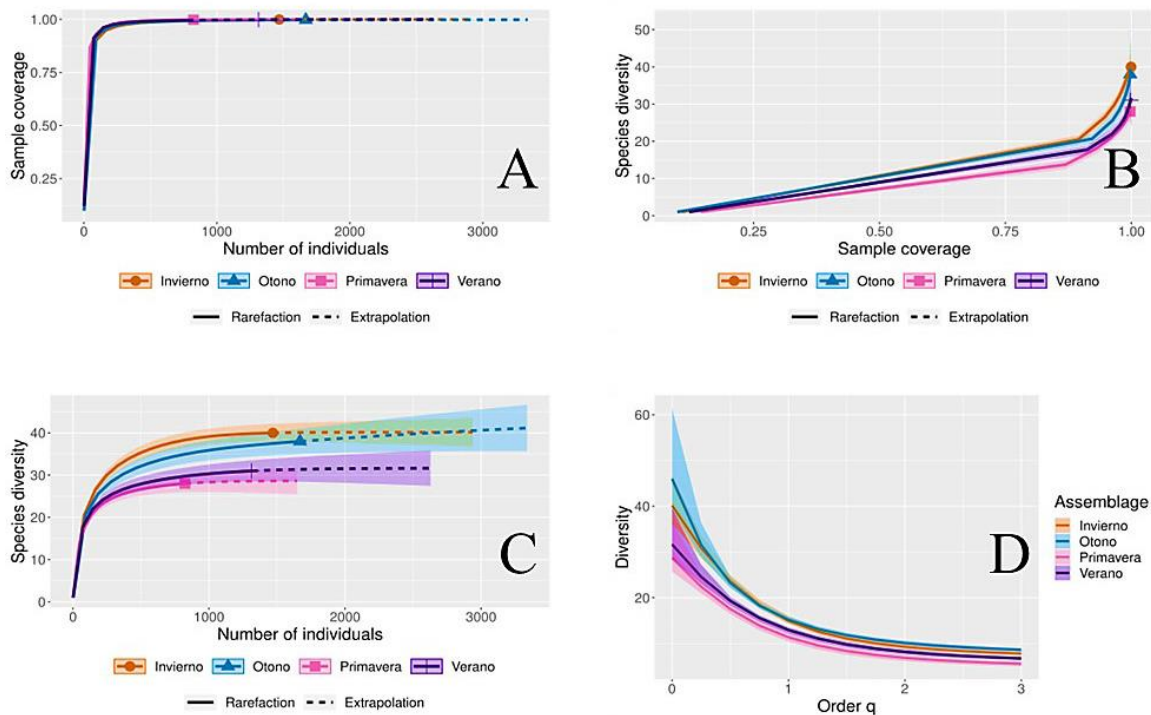 1.00
0.75
0.50
0.25
Sample coverage
A
0 1000 2000 3000
Number of individuals
Invierno Otono Primavera Verano
Rarefaction Extrapolation
50
40
30
20
10
0
Species diversity
B
0.25 0.50 0.75 1.00
Sample coverage
Invierno Otono Primavera Verano
Rarefaction Extrapolation
40
30
20
10
0
Species diversity
C
0 1000 2000 3000
Number of individuals
Invierno Otono Primavera Verano
Rarefaction Extrapolation
60
40
20
Diversity
D
0 1 2 3
Order q
Assemblage
Invierno
Otono
Primavera
Verano